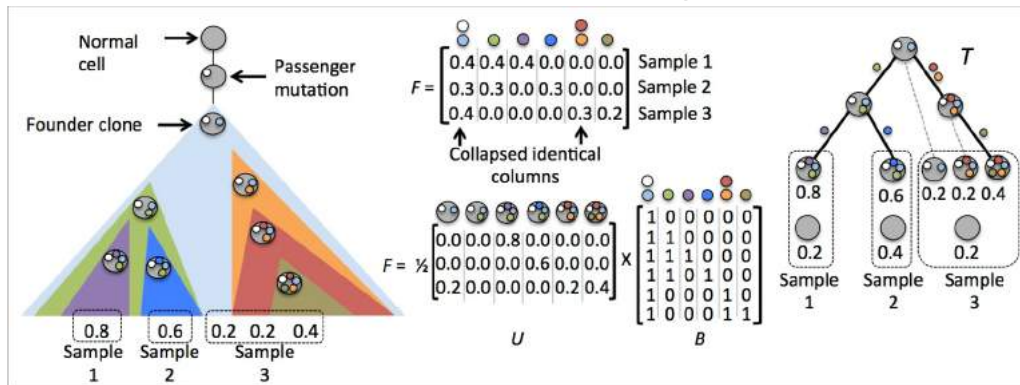 Normal
cell
Passenger
mutation
Founder clone
0.8
0.6
0.2 0.2 0.4
Sample
1
Sample
2
Sample
3
F =
0.4 0.4 0.4 0.0 0.0 0.0 Sample 1
0.3 0.3 0.0 0.3 0.0 0.0 Sample 2
0.4 0.0 0.0 0.0 0.3 0.2 Sample 3
Collapsed identical
columns
F = ½
0.0 0.0 0.8 0.0 0.0 0.0
0.0 0.0 0.0 0.6 0.0 0.0
0.2 0.0 0.0 0.0 0.2 0.4
U
X
1 0 0 0 0 0
1 1 0 0 0 0
1 1 1 0 0 0
1 1 0 1 0 0
1 0 0 0 1 0
1 0 0 0 1 1
B
T
0.8
0.2
0.6
0.4
0.2 0.2 0.4
0.2
Sample
1
Sample
2
Sample
3